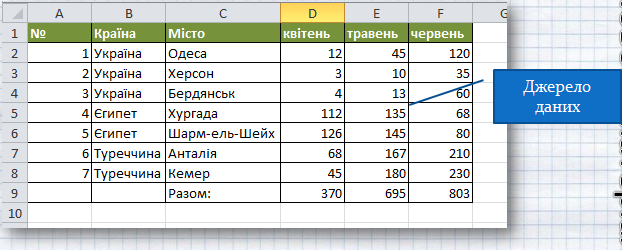 A B C D E F G
1 № Країна Місто квітень травень червень
2 1 Україна Одеса 12 45 120
3 2 Україна Херсон 3 10 35
4 3 Україна Бердянськ 4 13 60
5 4 Єгипет Хургада 112 135 68
6 5 Єгипет Шарм-ель-Шейх 126 145 80
7 6 Туреччина Анталія 68 167 210
8 7 Туреччина Кемер 45 180 230
9 Разом: 370 695 803
10
Джерело
даних